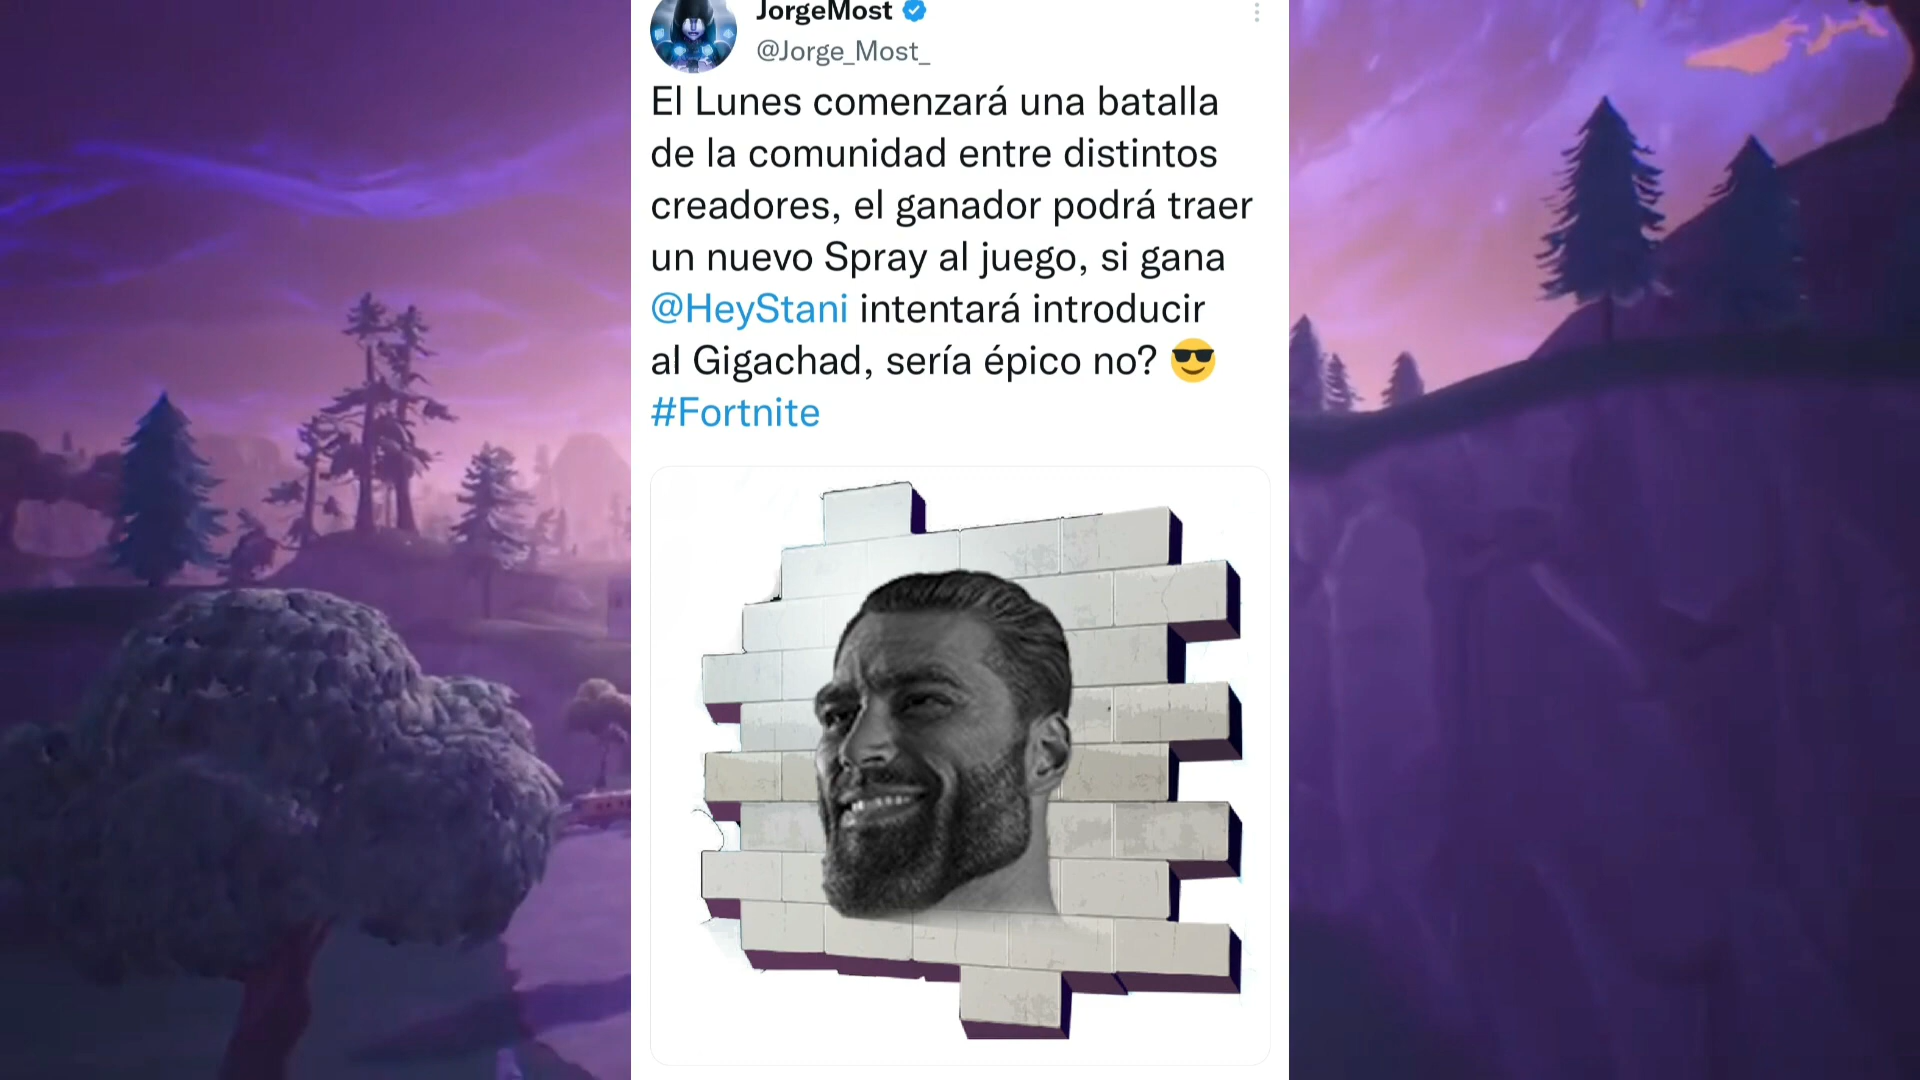 JorgeMost
@Jorge_Most_
El Lunes comenzará una batalla
de la comunidad entre distintos
creadores, el ganador podrá traer
un nuevo Spray al juego, si gana
@HeyStani intentará introducir
al Gigachad, sería épico no? 😎
#Fortnite